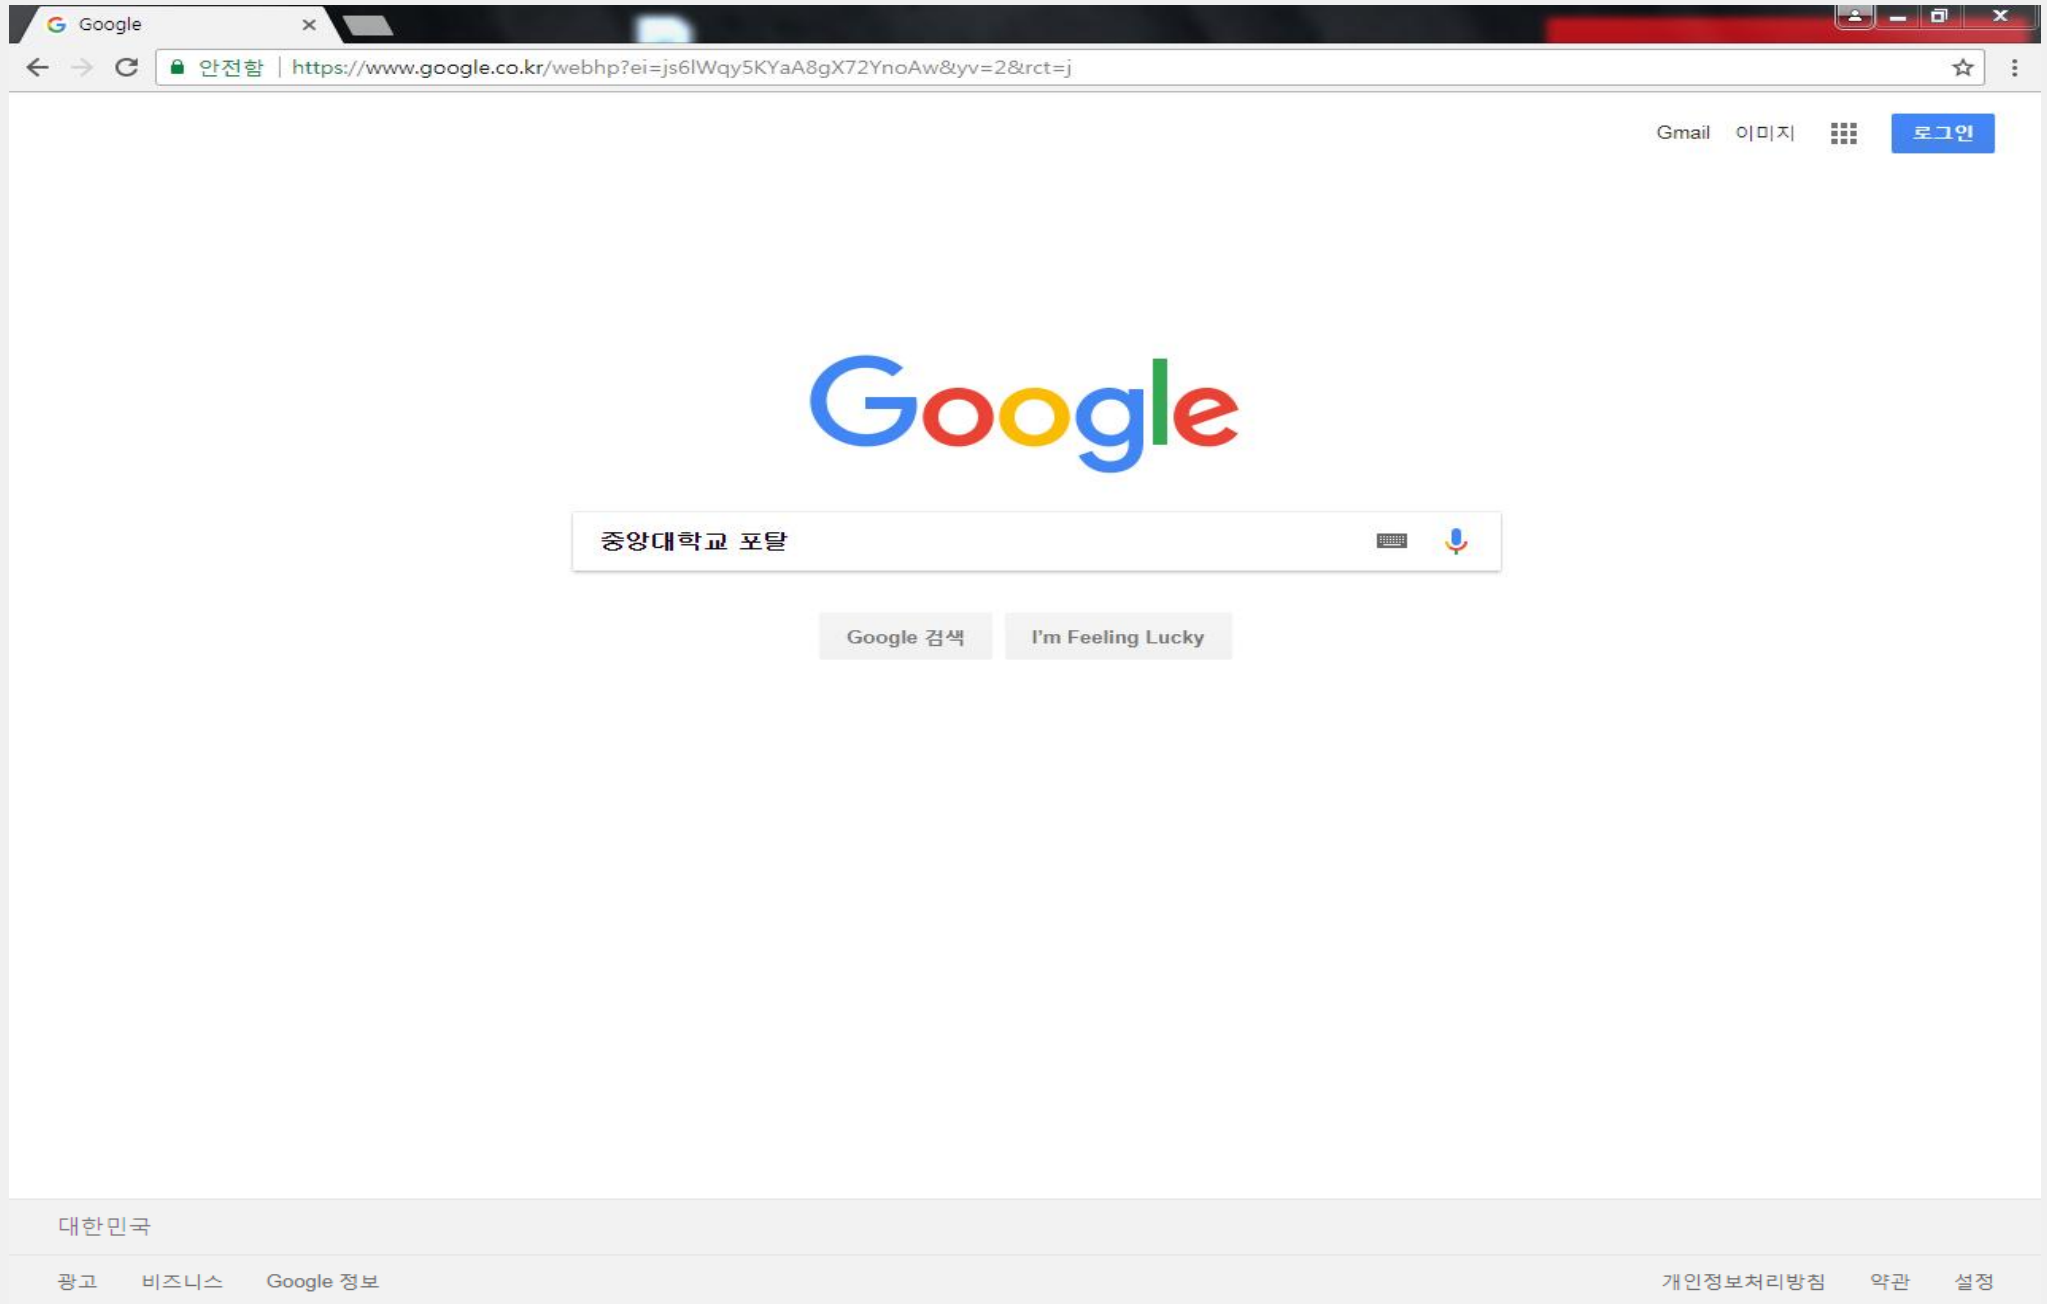 Google
안전함 | https://www.google.co.kr/webhp?ei=js6lWqy5KYaA8gX72YnoAw&yv=2&rct=j
Gmail 이미지 로그인
Google
중앙대학교 포탈
Google 검색 I'm Feeling Lucky
대한민국
광고 비즈니스 Google 정보 개인정보처리방침 약관 설정